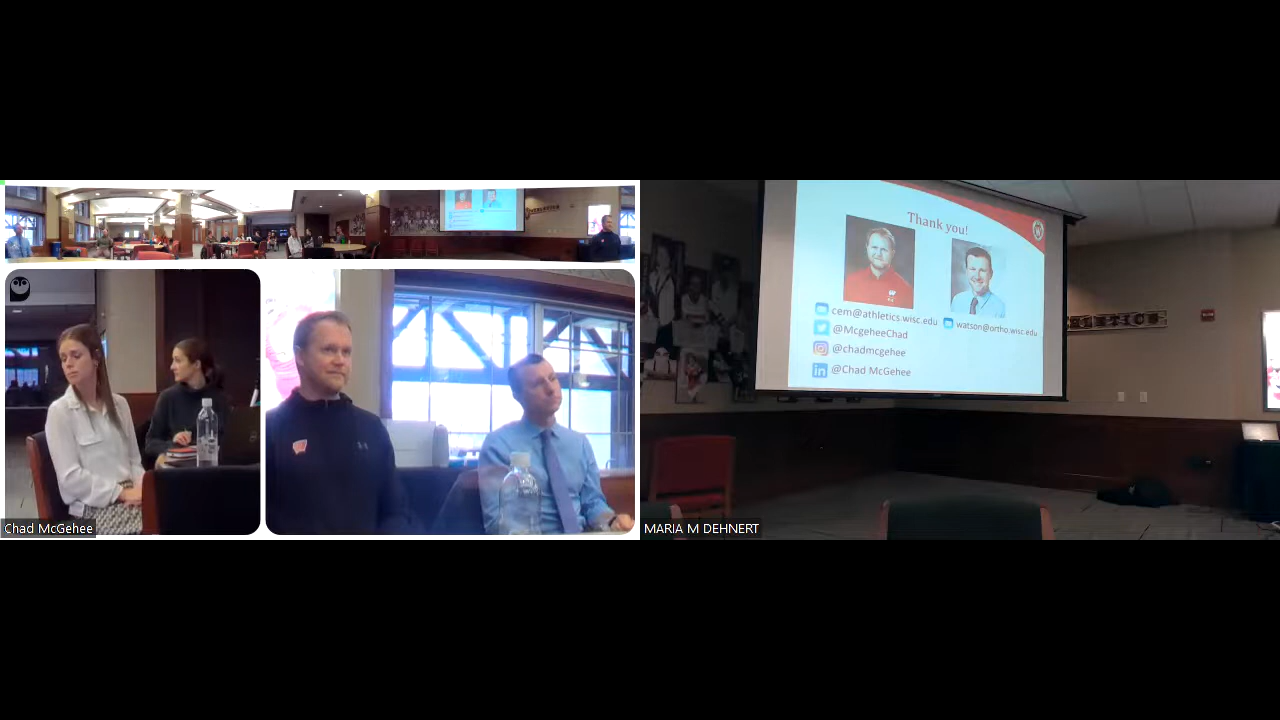 Chad McGehee
Thank you!
cem@athletics.wisc.edu
watson@ortho.wisc.edu
@McgeheeChad
@chadmcgehee
@Chad McGehee
MARIA M DEHNERT